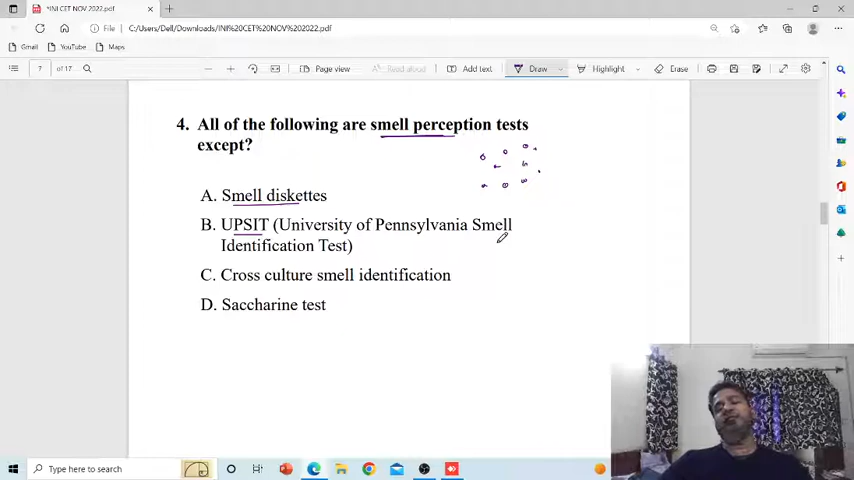 *INI CET NOV 2022.pdf
File
C:/Users/Dell/Downloads/INI%20CET%20NOV%202022.pdf
Gmail
YouTube
Maps
7
of 17
Page view
Read aloud
Add text
Draw
Highlight
Erase
4. All of the following are smell perception tests
except?
A. Smell diskettes
B. UPSIT (University of Pennsylvania Smell
Identification Test)
C. Cross culture smell identification
D. Saccharine test
Type here to search